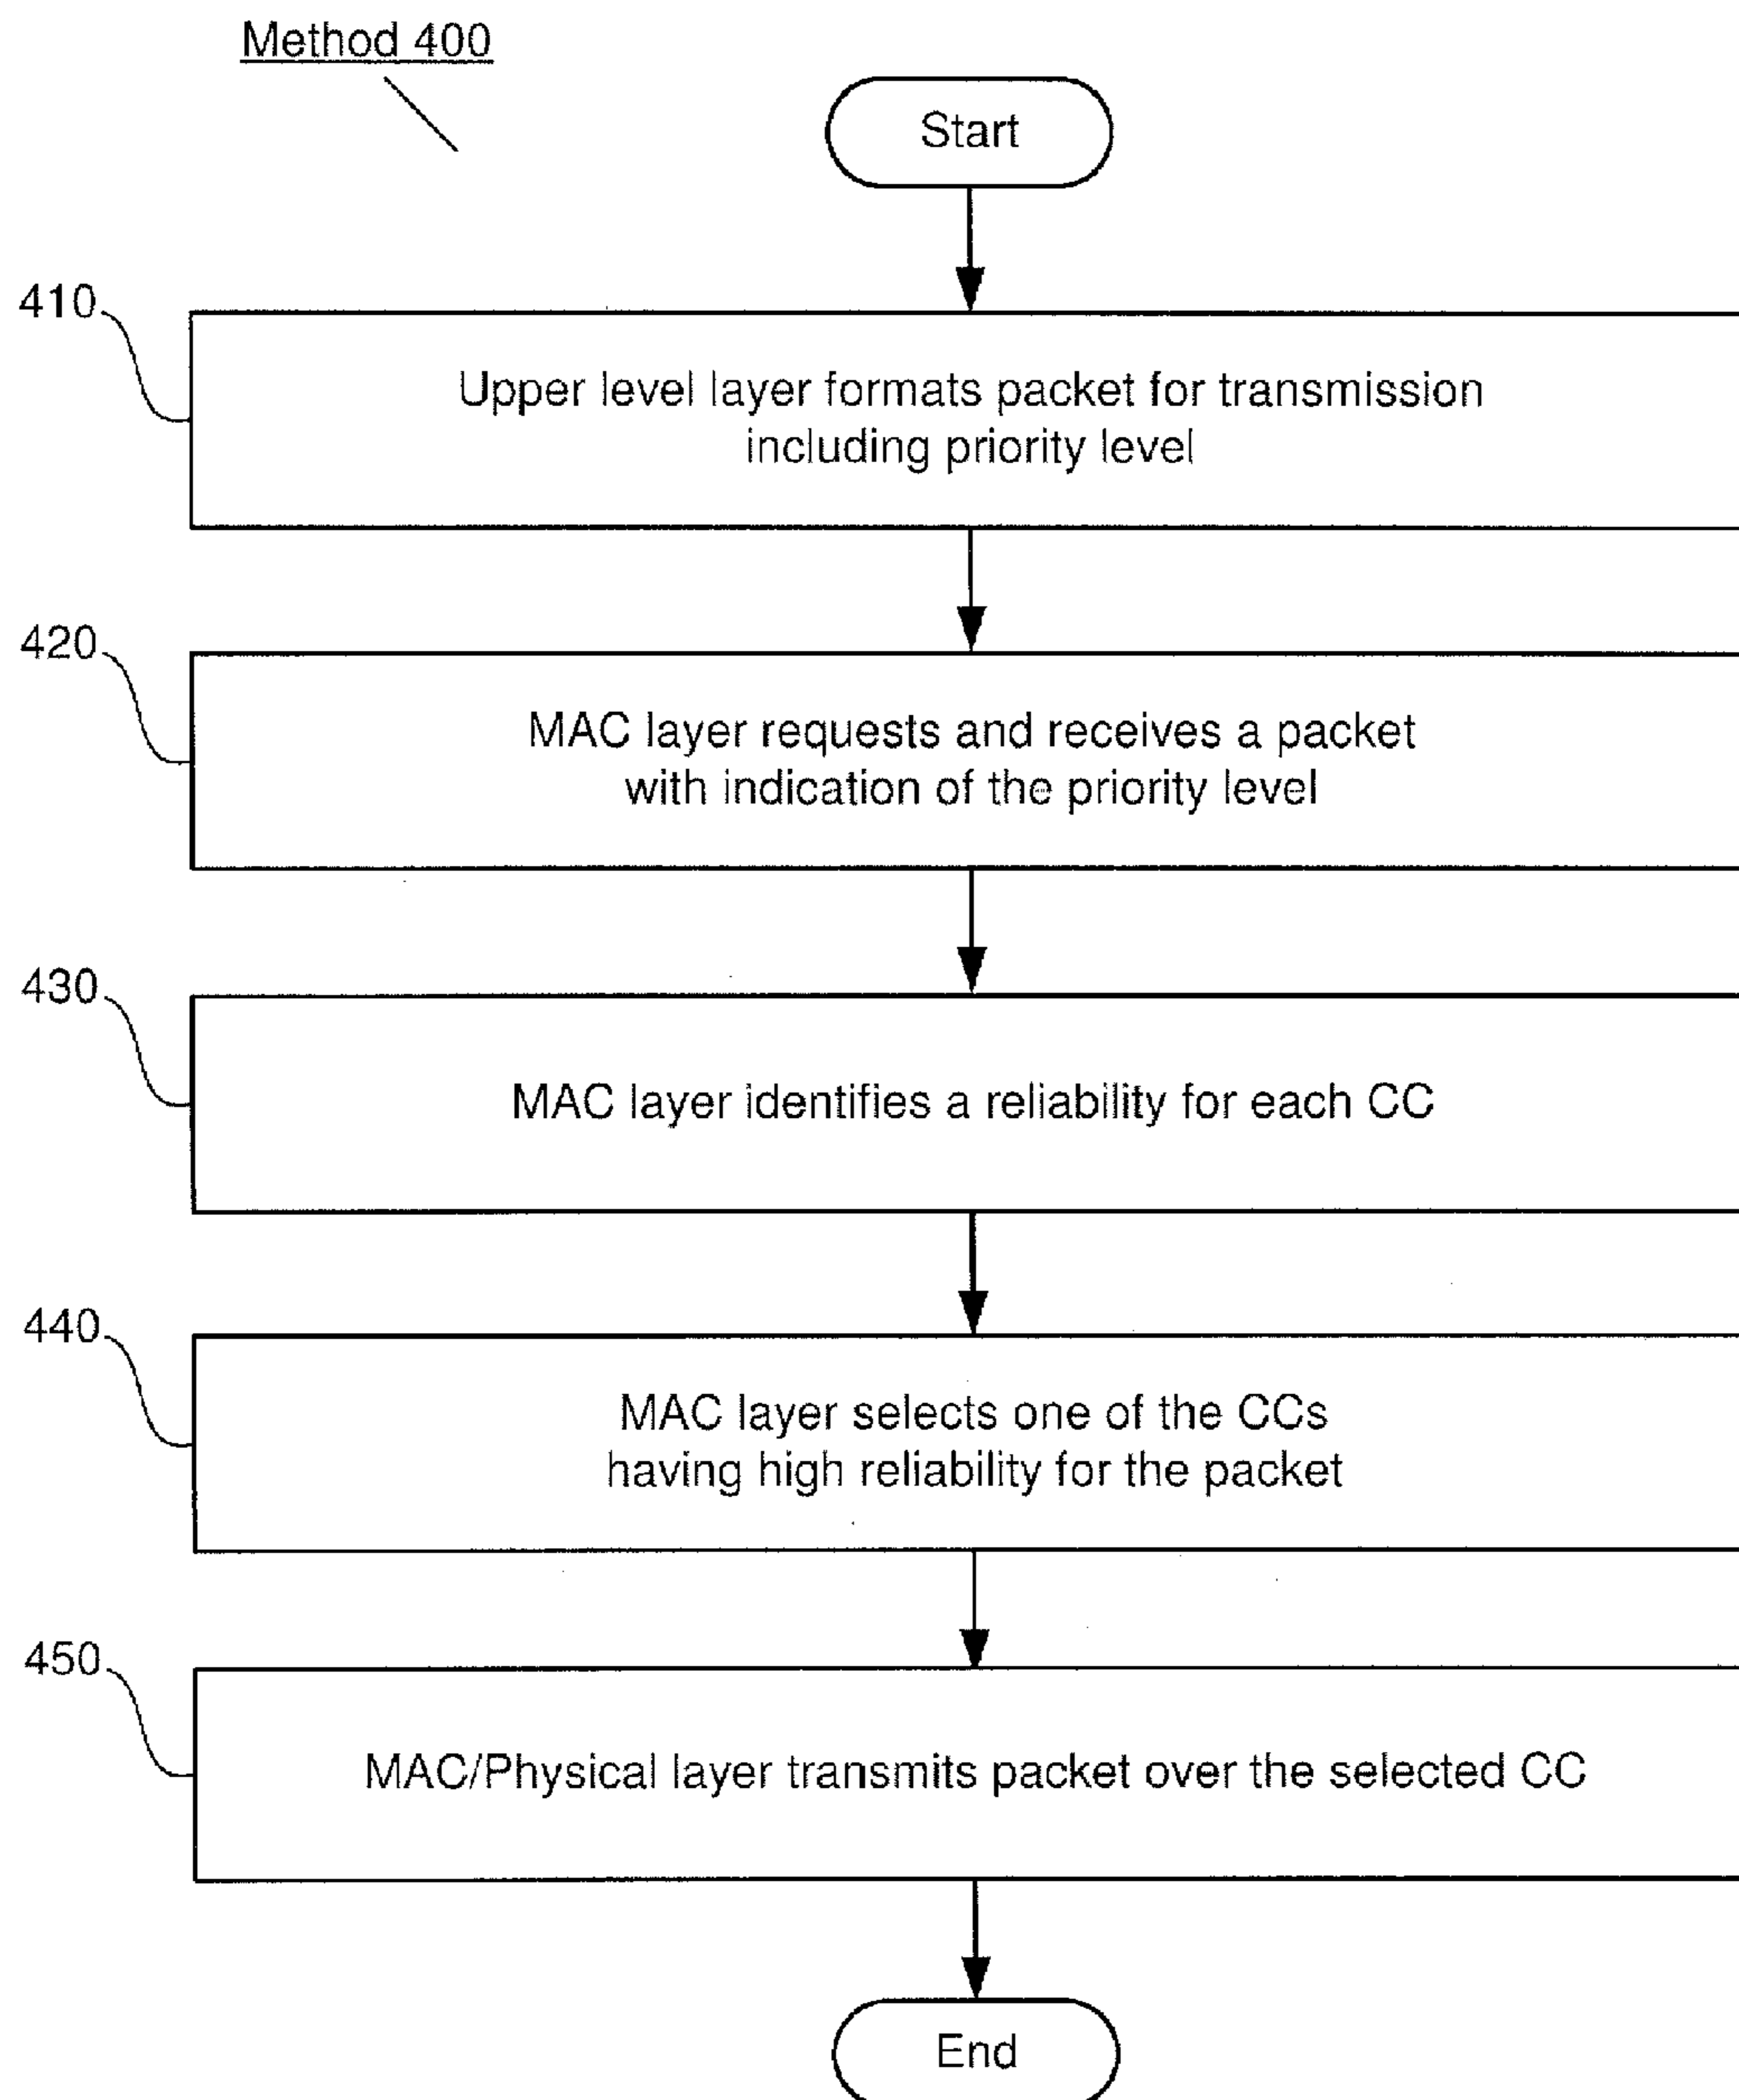 Method 400
Start
410
Upper level layer formats packet for transmission
including priority level
420
MAC layer requests and receives a packet
with indication of the priority level
430
MAC layer identifies a reliability for each CC
440
MAC layer selects one of the CCs
having high reliability for the packet
450
MAC/Physical layer transmits packet over the selected CC
End